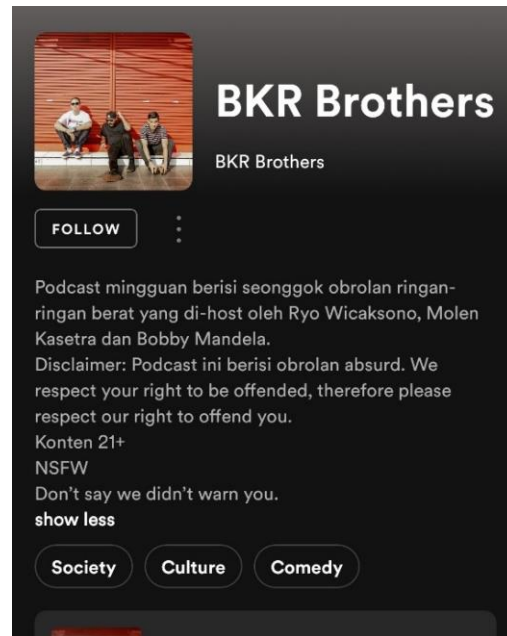 BKR Brothers
BKR Brothers
FOLLOW
Podcast mingguan berisi seonggok obrolan ringan-
ringan berat yang di-host oleh Ryo Wicaksono, Molen
Kasetra dan Bobby Mandela.
Disclaimer: Podcast ini berisi obrolan absurd. We
respect your right to be offended, therefore please
respect our right to offend you.
Konten 21+
NSFW
Don't say we didn't warn you.
show less
Society Culture Comedy